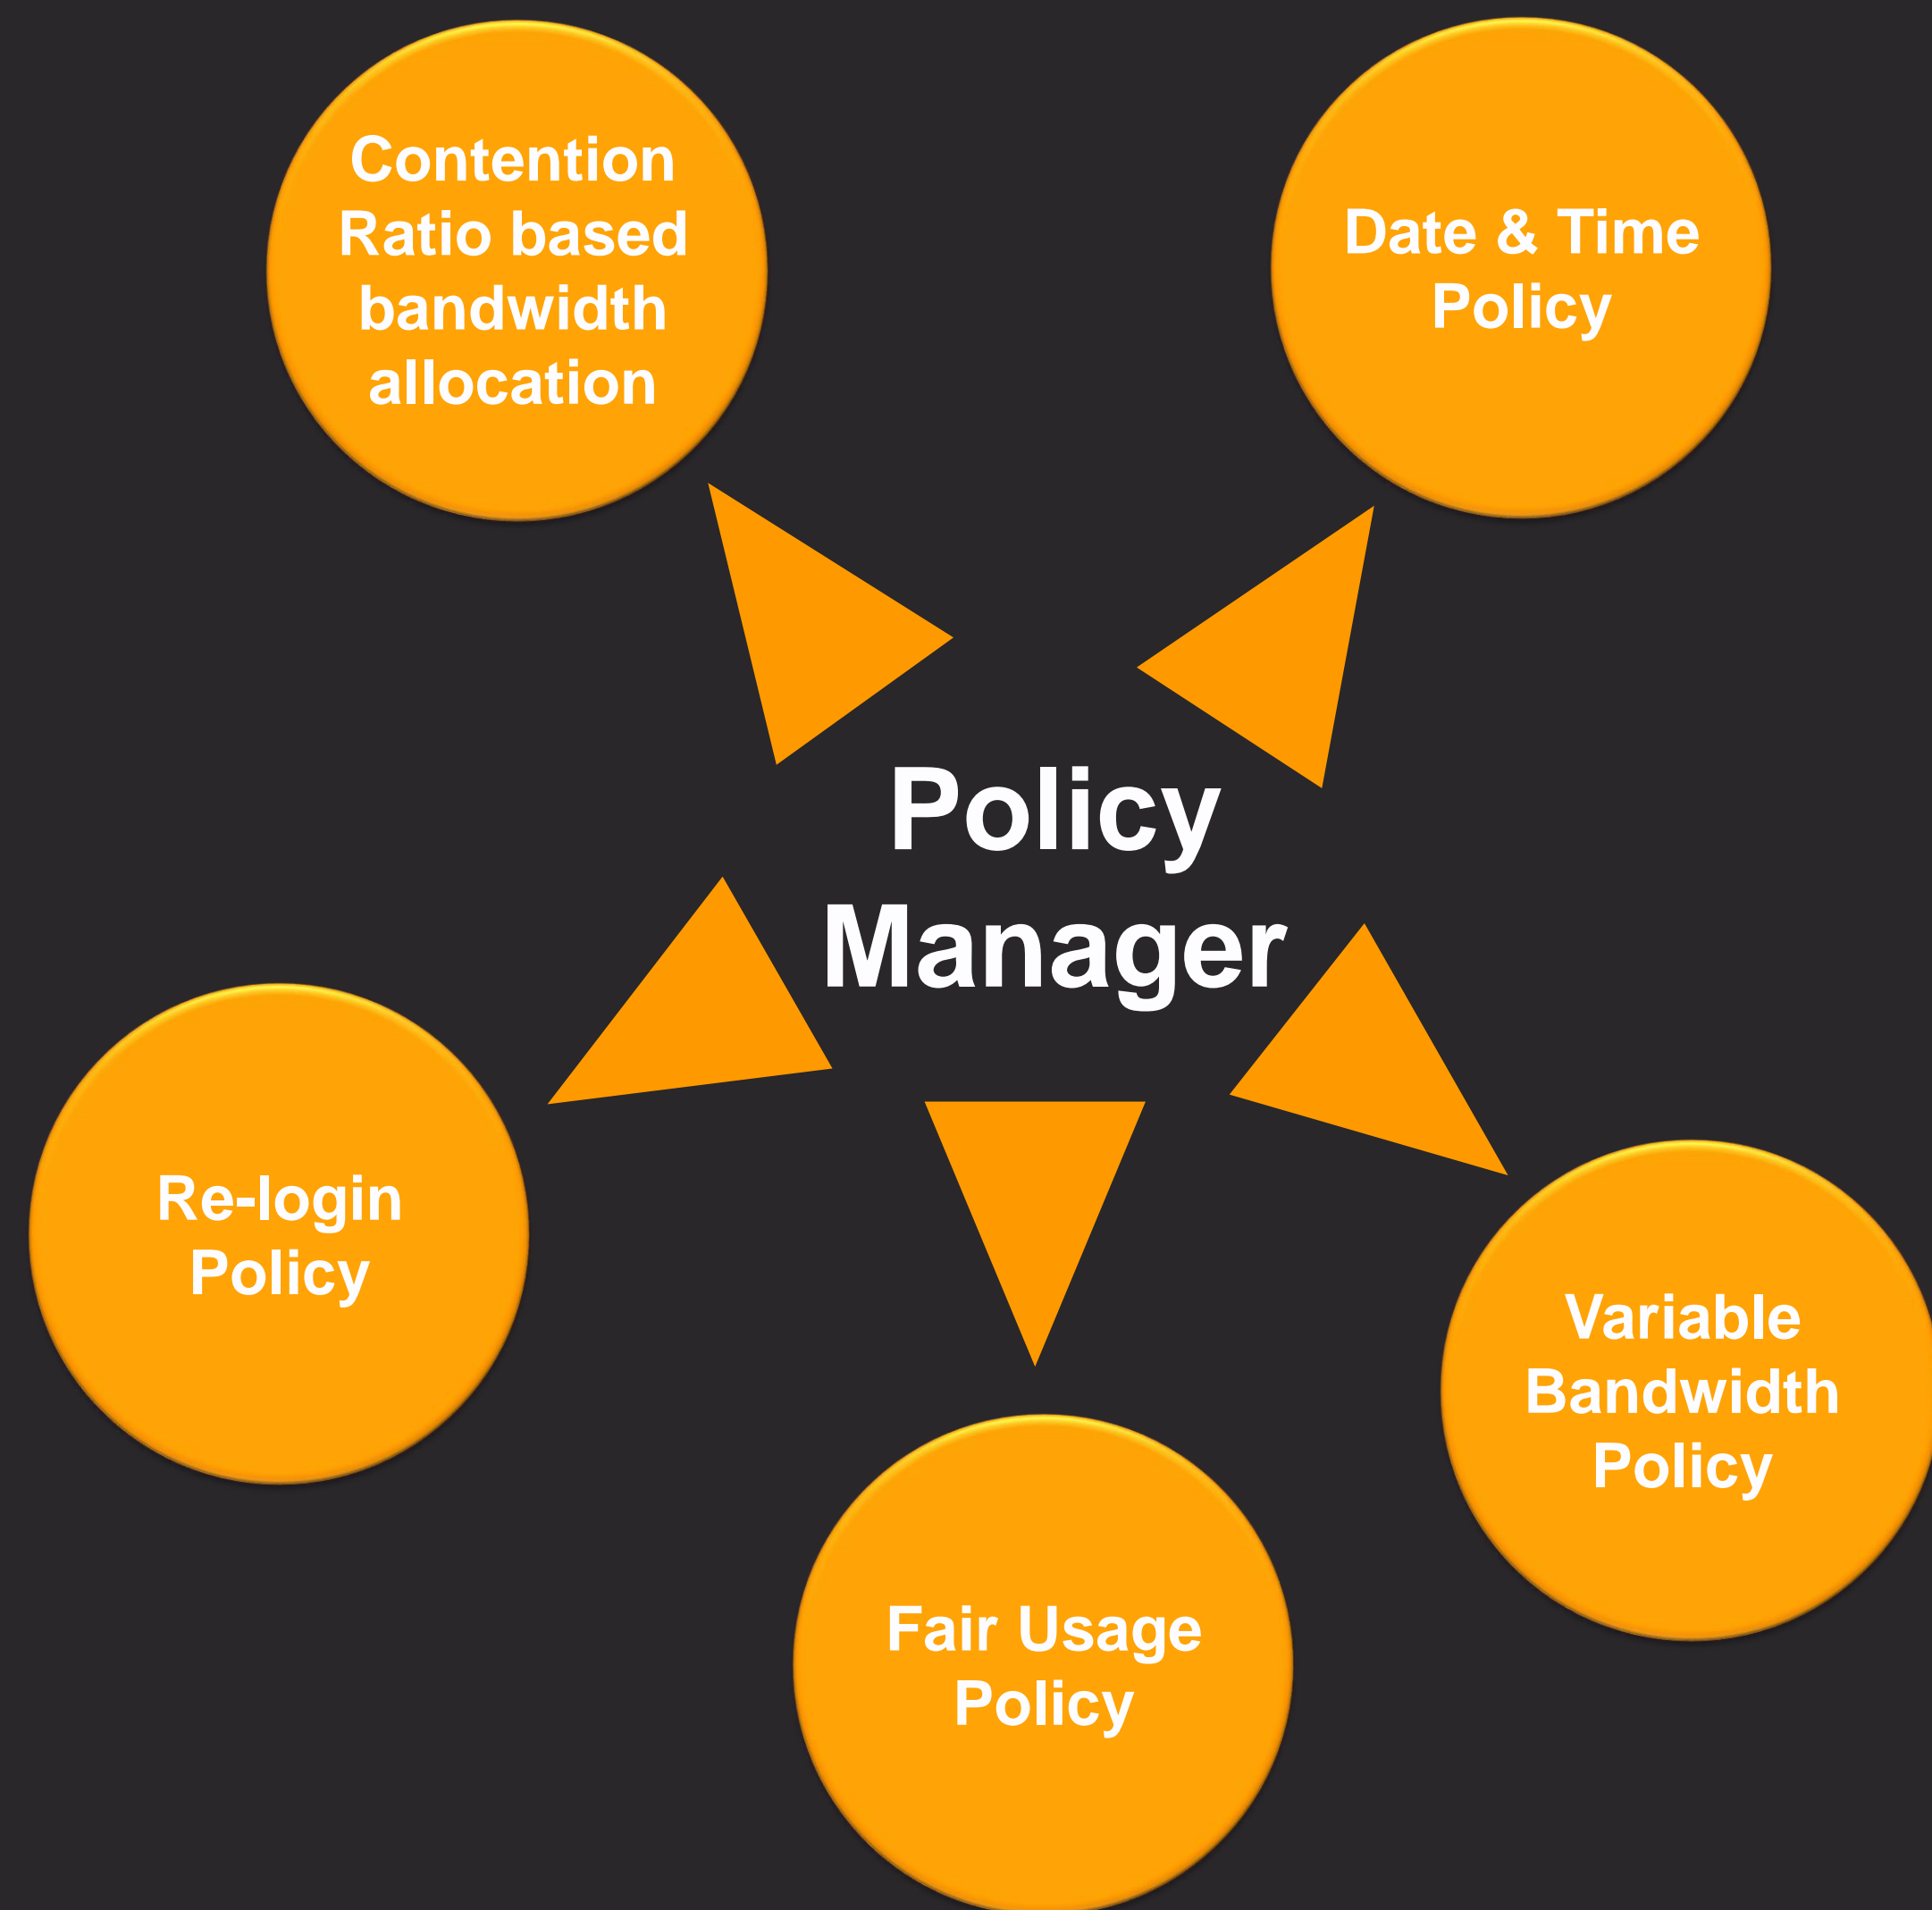 Contention
Ratio based
bandwidth
allocation
Date & Time
Policy
Policy
Manager
Re-login
Policy
Variable
Bandwidth
Policy
Fair Usage
Policy